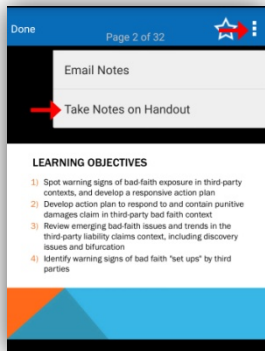 Done
Page 2 of 32
Email Notes
Take Notes on Handout
LEARNING OBJECTIVES
1) Spot warning signs of bad-faith exposure in third-party
contexts, and develop a responsive action plan
2) Develop action plan to respond to and contain punitive
damages claim in third-party bad faith context
3) Review emerging bad-faith issues and trends in the
third-party liability claims context, including discovery
issues and bifurcation
4) Identify warning signs of bad faith "set ups" by third
parties